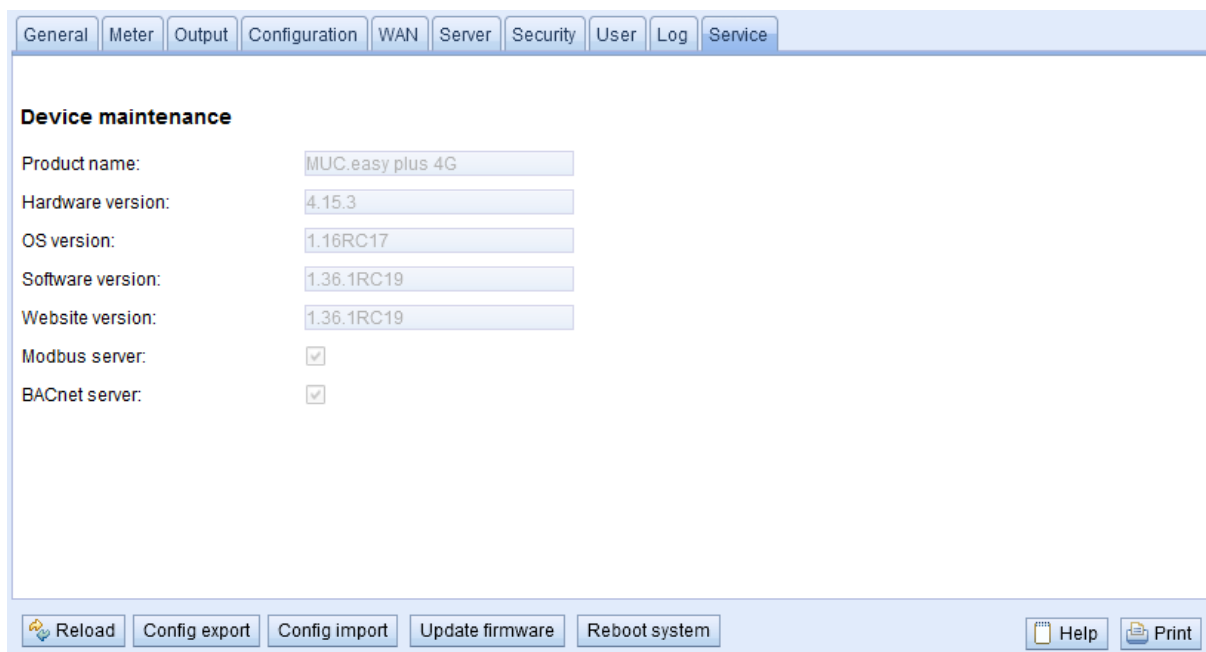 General Meter Output Configuration WAN Server Security User Log Service
Device maintenance
Product name: MUC.easy plus 4G
Hardware version: 4.15.3
OS version: 1.16RC17
Software version: 1.36.1RC19
Website version: 1.36.1RC19
Modbus server:
BACnet server:
Reload Config export Config import Update firmware Reboot system Help Print